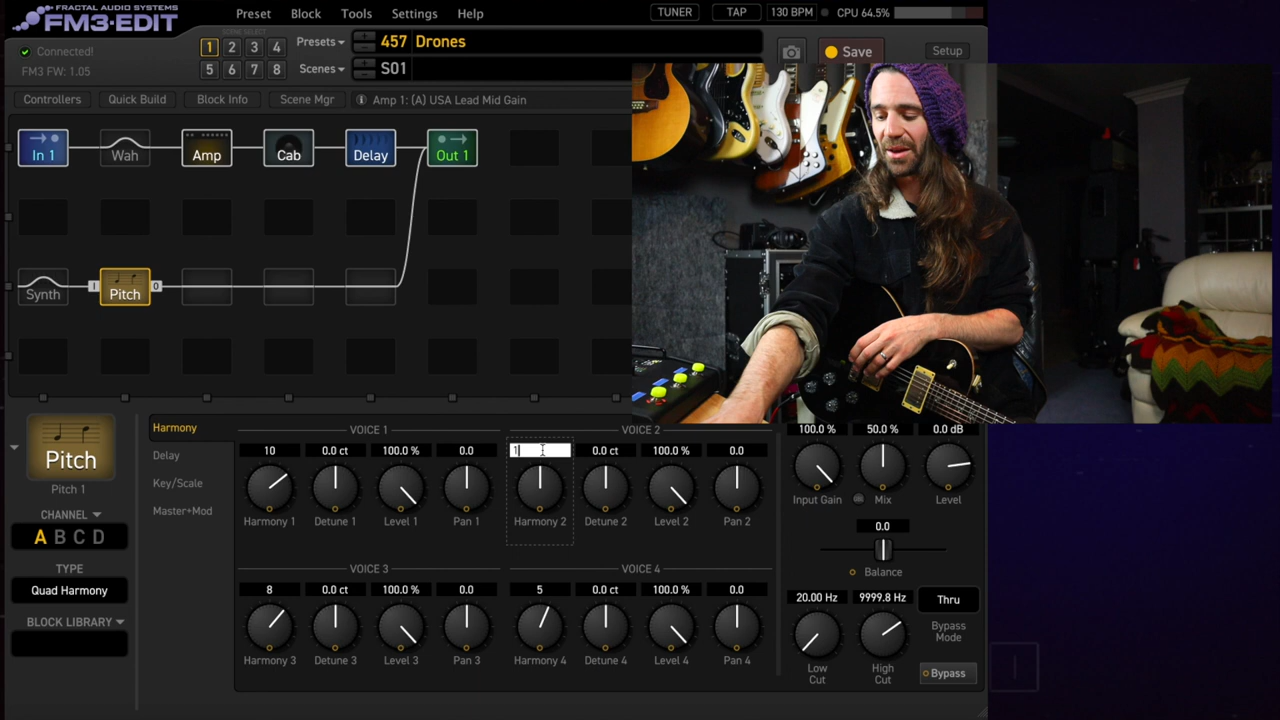 FRACTAL AUDIO SYSTEMS
FM3-EDIT
Preset Block Tools Settings Help
TUNER TAP 130 BPM CPU 64.5%
Connected!
FM3 FW: 1.05
SCENE SELECT
1 2 3 4
5 6 7 8
Presets 457 Drones
Scenes S01
Save
Setup
Controllers Quick Build Block Info Scene Mgr Amp 1: (A) USA Lead Mid Gain
In 1 Wah Amp Cab Delay Out 1
Synth I Pitch O
Pitch
Pitch 1
CHANNEL
A B C D
TYPE
Quad Harmony
BLOCK LIBRARY
Harmony
Delay
Key/Scale
Master+Mod
VOICE 1 VOICE 2
10 0.0 ct 100.0 % 0.0 1 0.0 ct 100.0 % 0.0
Harmony 1 Detune 1 Level 1 Pan 1 Harmony 2 Detune 2 Level 2 Pan 2
VOICE 3 VOICE 4
8 0.0 ct 100.0 % 0.0 5 0.0 ct 100.0 % 0.0
Harmony 3 Detune 3 Level 3 Pan 3 Harmony 4 Detune 4 Level 4 Pan 4
100.0 % 50.0 % 0.0 dB
Input Gain Mix Level
0.0
Balance
20.00 Hz 9999.8 Hz Thru
Bypass Mode
Low Cut High Cut
Bypass